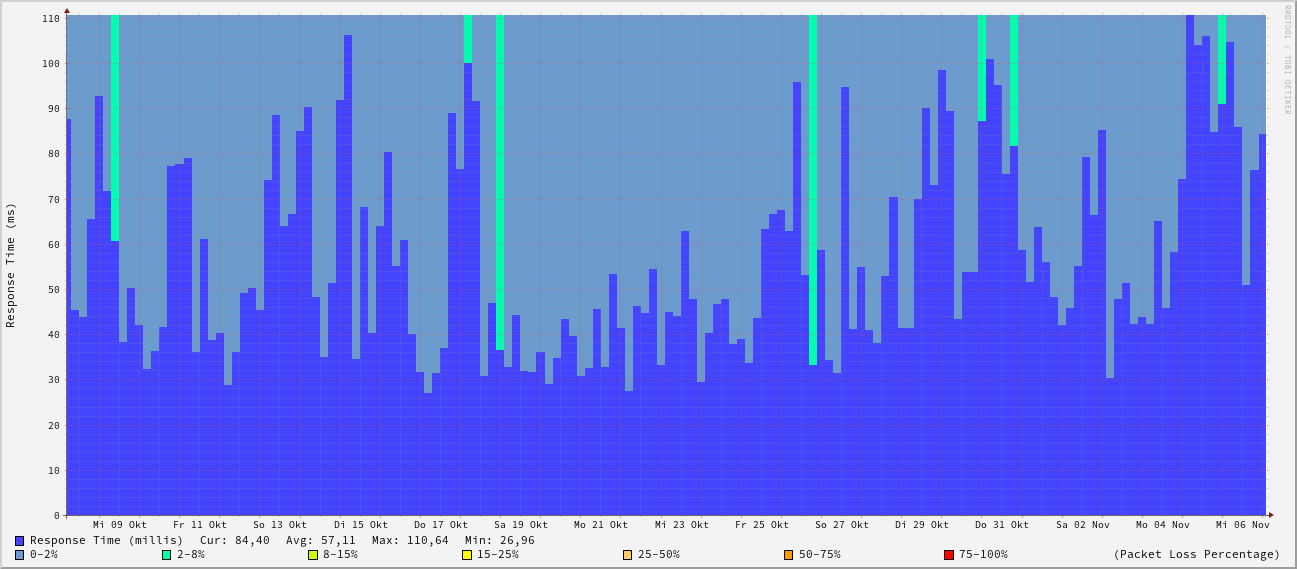 RRDTOOL / TOBI OETIKER
Response Time (ms)
110
100
90
80
70
60
50
40
30
20
10
0
Mi 09 Okt Fr 11 Okt So 13 Okt Di 15 Okt Do 17 Okt Sa 19 Okt Mo 21 Okt Mi 23 Okt Fr 25 Okt So 27 Okt Di 29 Okt Do 31 Okt Sa 02 Nov Mo 04 Nov Mi 06 Nov
Response Time (millis) Cur: 84,40 Avg: 57,11 Max: 110,64 Min: 26,96
0-2% 2-8% 8-15% 15-25% 25-50% 50-75% 75-100% (Packet Loss Percentage)